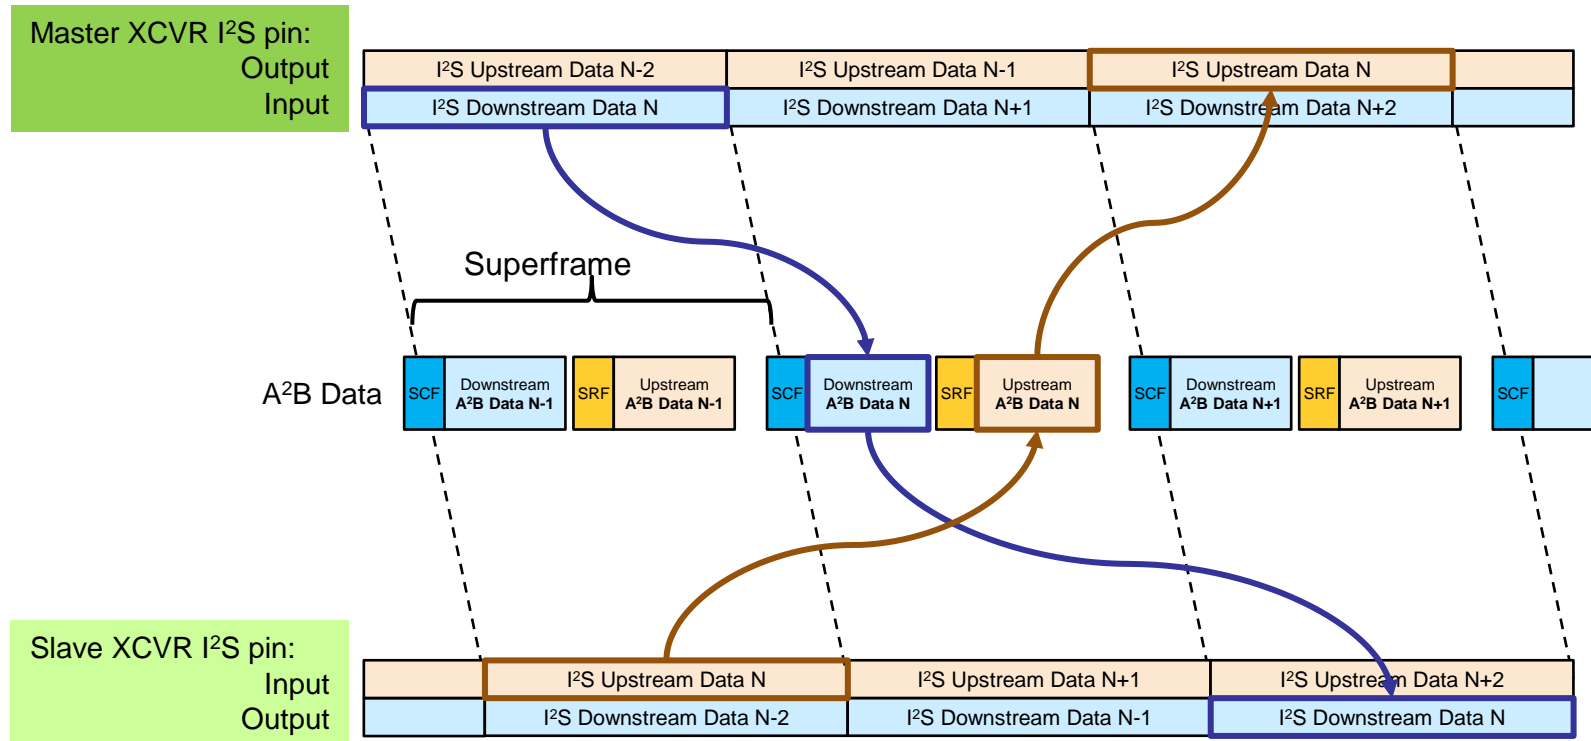 Master XCVR I²S pin:
Output
Input
I²S Upstream Data N-2
I²S Upstream Data N-1
I²S Upstream Data N
I²S Downstream Data N
I²S Downstream Data N+1
I²S Downstream Data N+2
Superframe
A²B Data
SCF
Downstream
A²B Data N-1
SRF
Upstream
A²B Data N-1
SCF
Downstream
A²B Data N
SRF
Upstream
A²B Data N
SCF
Downstream
A²B Data N+1
SRF
Upstream
A²B Data N+1
SCF
Slave XCVR I²S pin:
Input
Output
I²S Upstream Data N
I²S Upstream Data N+1
I²S Upstream Data N+2
I²S Downstream Data N-2
I²S Downstream Data N-1
I²S Downstream Data N